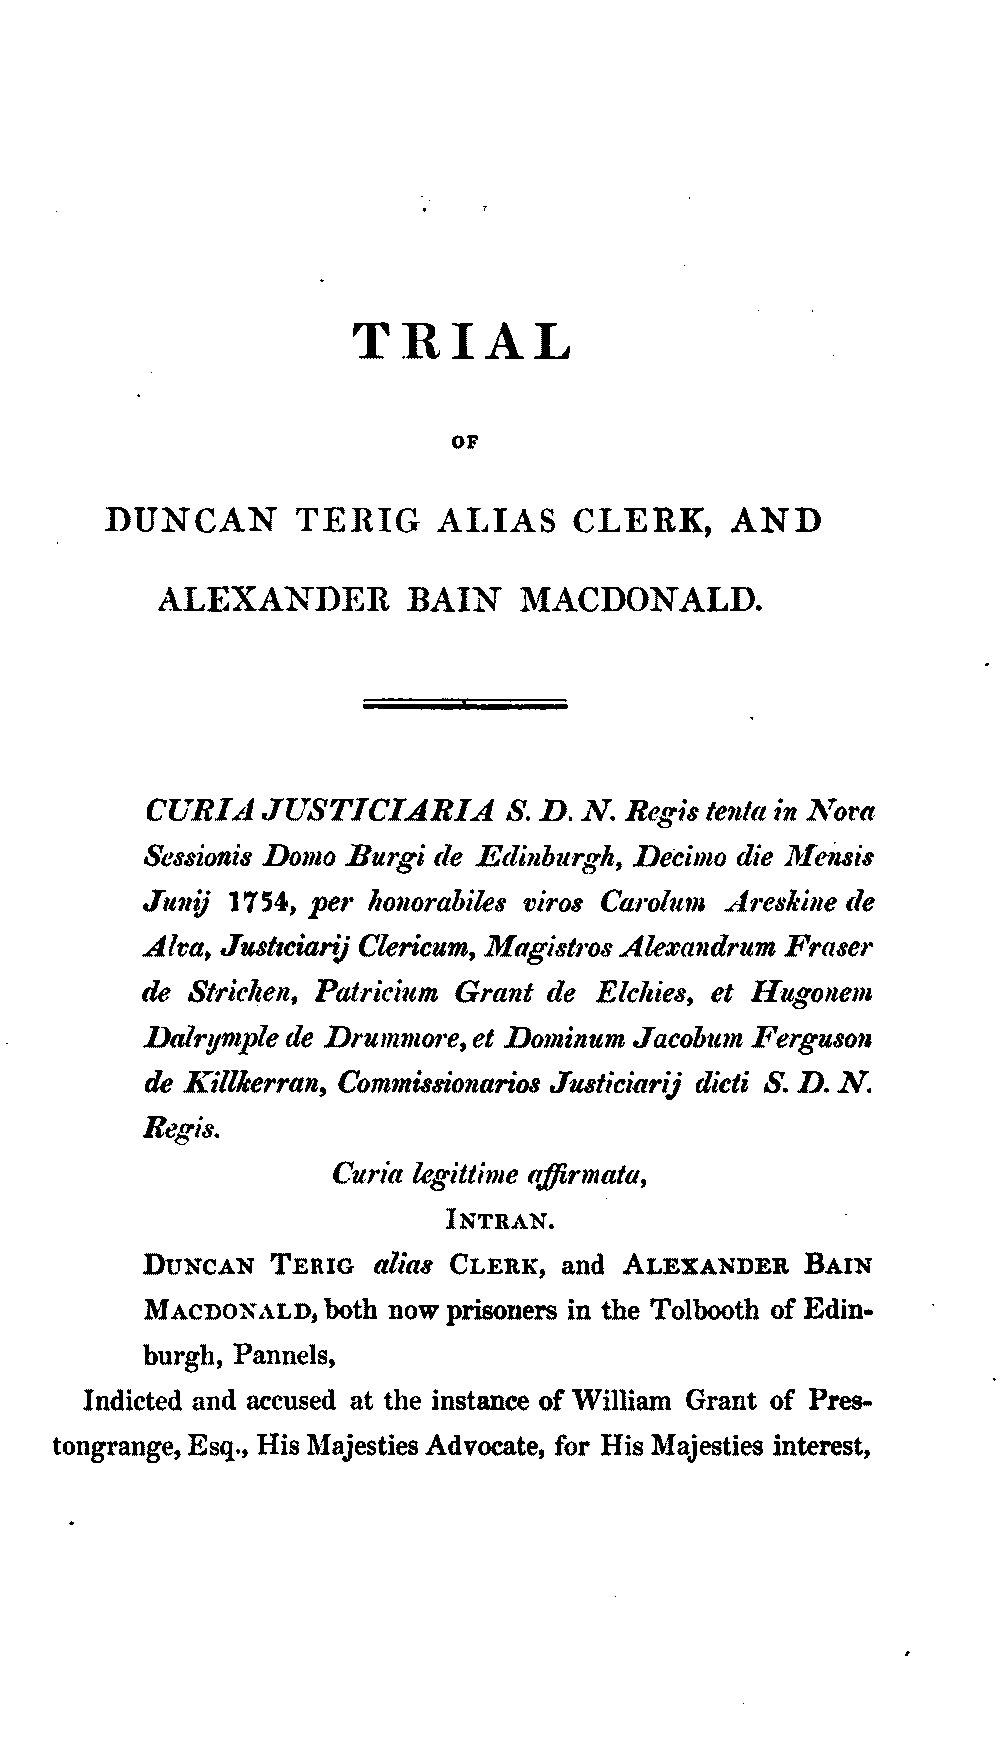 TRIAL
OF
DUNCAN TERIG ALIAS CLERK, AND
ALEXANDER BAIN MACDONALD.
CURIA JUSTICIARIA S. D. N. Regis tenta in Nova
Sessionis Domo Burgi de Edinburgh, Decimo die Mensis
Junij 1754, per honorabiles viros Carolum Areskine de
Alva, Justiciarij Clericum, Magistros Alexandrum Fraser
de Strichen, Patricium Grant de Elchies, et Hugonem
Dalrymple de Drummore, et Dominum Jacobum Ferguson
de Killkerran, Commissionarios Justiciarij dicti S. D. N.
Regis.
Curia legittime affirmata,
INTRAN.
DUNCAN TERIG alias CLERK, and ALEXANDER BAIN
MACDONALD, both now prisoners in the Tolbooth of Edin-
burgh, Pannels,
Indicted and accused at the instance of William Grant of Pres-
tongrange, Esq., His Majesties Advocate, for His Majesties interest,